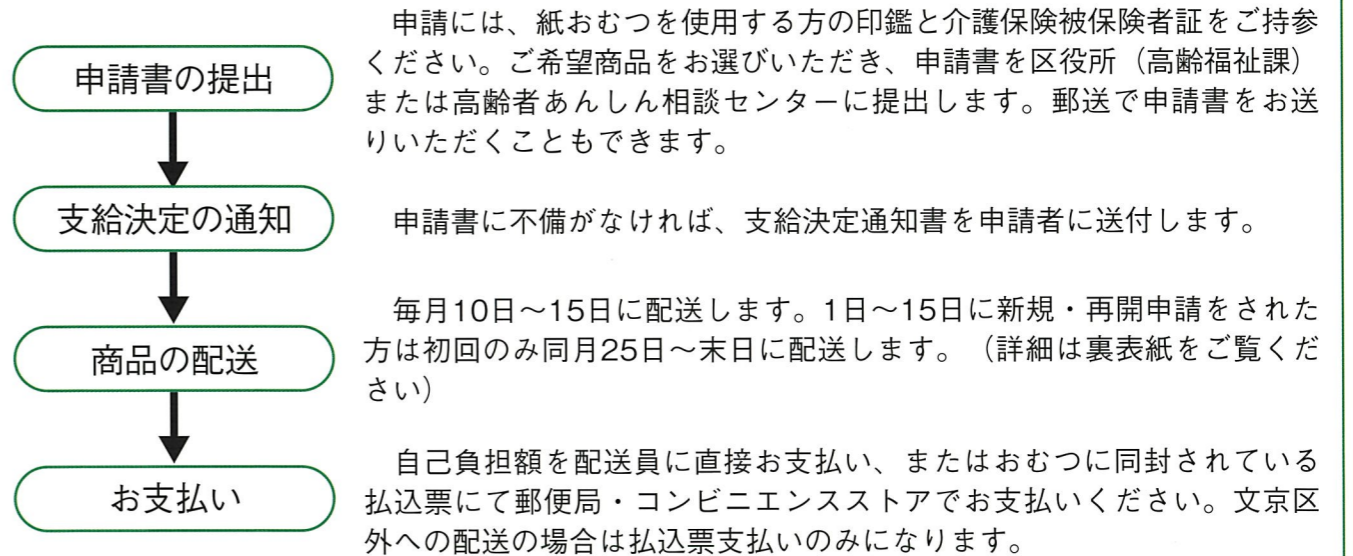 申請書の提出
申請には、紙おむつを使用する方の印鑑と介護保険被保険者証をご持参
ください。ご希望商品をお選びいただき、申請書を区役所（高齢福祉課）
または高齢者あんしん相談センターに提出します。郵送で申請書をお送
りいただくこともできます。
支給決定の通知
申請書に不備がなければ、支給決定通知書を申請者に送付します。
商品の配送
毎月10日～15日に配送します。1日～15日に新規・再開申請をされた
方は初回のみ同月25日～末日に配送します。（詳細は裏表紙をご覧くだ
さい）
お支払い
自己負担額を配送員に直接お支払い、またはおむつに同封されている
払込票にて郵便局・コンビニエンスストアでお支払いください。文京区
外への配送の場合は払込票支払いのみになります。